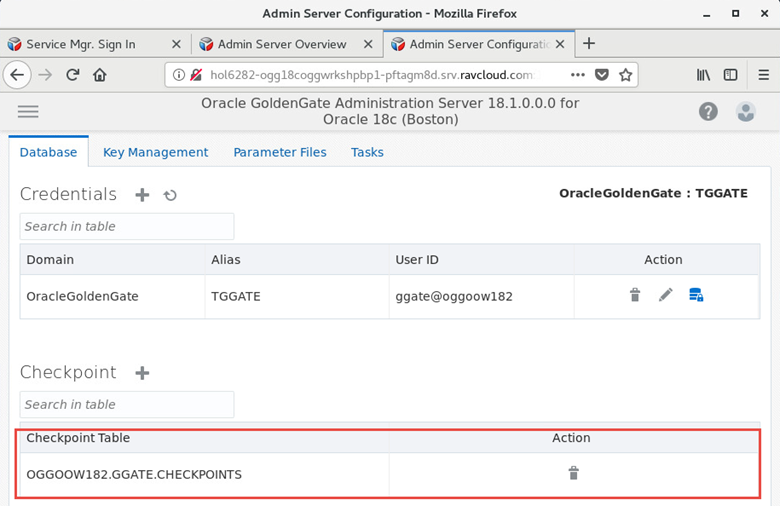 Admin Server Configuration - Mozilla Firefox
Service Mgr. Sign In
Admin Server Overview
Admin Server Configuratio
hol6282-ogg18coggwrkshpbp1-pftagm8d.srv.ravcloud.com
Oracle GoldenGate Administration Server 18.1.0.0.0 for
Oracle 18c (Boston)
Database Key Management Parameter Files Tasks
Credentials
OracleGoldenGate : TGGATE
Search in table
Domain Alias User ID Action
OracleGoldenGate TGGATE ggate@oggoow182
Checkpoint
Search in table
Checkpoint Table Action
OGGOOW182.GGATE.CHECKPOINTS